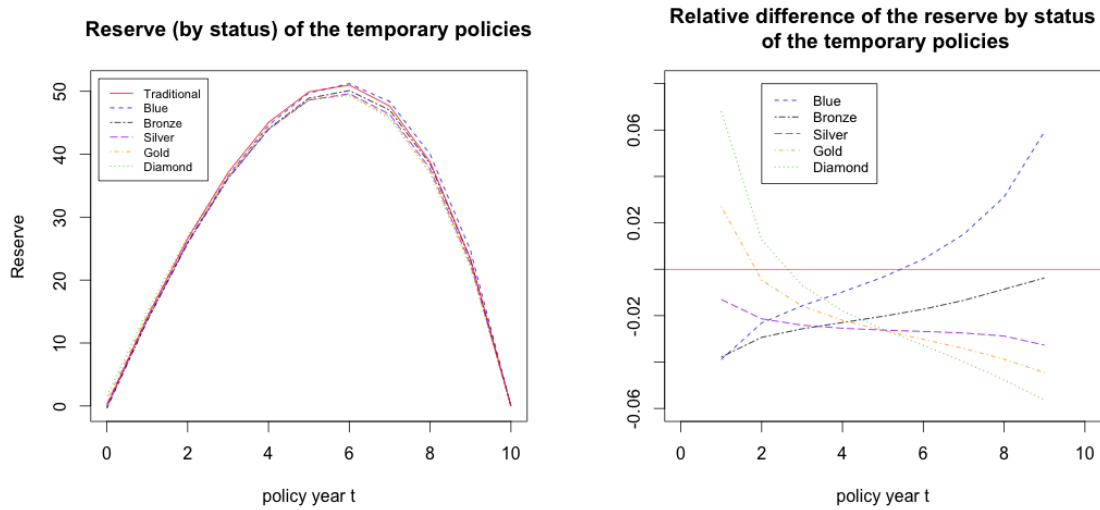 Reserve (by status) of the temporary policies
50
40
30
20
10
0
Reserve
Traditional
Blue
Bronze
Silver
Gold
Diamond
0 2 4 6 8 10
policy year t
Relative difference of the reserve by status
of the temporary policies
0.06
0.02
-0.02
-0.06
Blue
Bronze
Silver
Gold
Diamond
0 2 4 6 8 10
policy year t